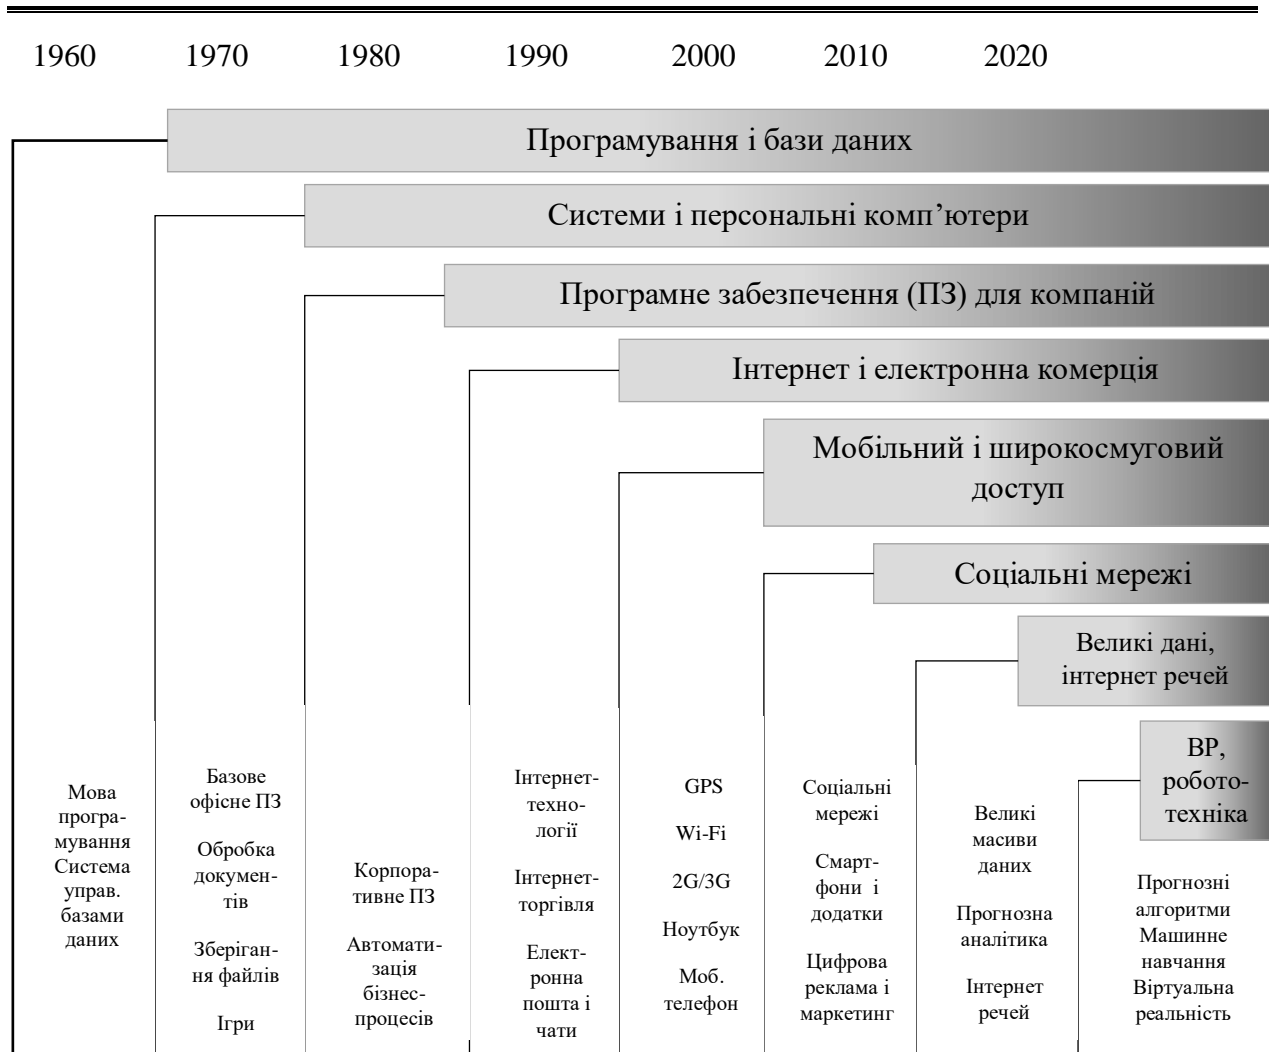 1960 1970 1980 1990 2000 2010 2020
Програмування і бази даних
Системи і персональні комп’ютери
Програмне забезпечення (ПЗ) для компаній
Інтернет і електронна комерція
Мобільний і широкосмуговий
доступ
Соціальні мережі
Великі дані,
інтернет речей
ВР,
робото-
техніка
Мова
програ-
мування
Система
управ.
базами
даних
Базове
офісне ПЗ
Обробка
докумен-
тів
Зберіган-
ня файлів
Ігри
Корпора-
тивне ПЗ
Автомати-
зація
бізнес-
процесів
Інтернет-
техно-
логії
Інтернет-
торгівля
Елект-
ронна
пошта і
чати
GPS
Wi-Fi
2G/3G
Ноутбук
Моб.
телефон
Соціальні
мережі
Смарт-
фони і
додатки
Цифрова
реклама і
маркетинг
Великі
масиви
даних
Прогнозна
аналітика
Інтернет
речей
Прогнозні
алгоритми
Машинне
навчання
Віртуальна
реальність